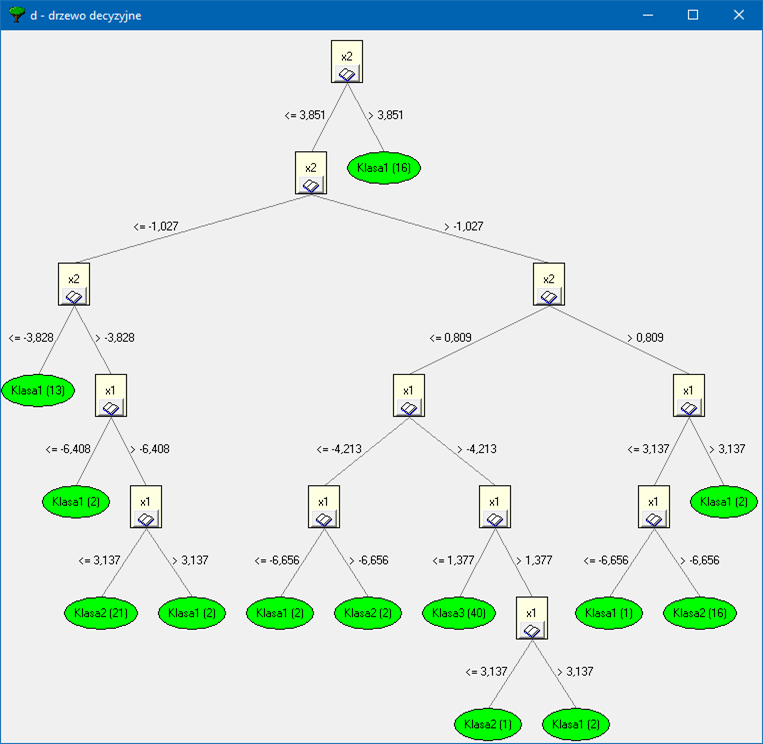 d - drzewo decyzyjne
x2
<= 3,851
> 3,851
x2
Klasa1 (16)
<= -1,027
> -1,027
x2
x2
<= -3,828
> -3,828
<= 0,809
> 0,809
Klasa1 (13)
x1
x1
x1
<= -6,408
> -6,408
<= -4,213
> -4,213
<= 3,137
> 3,137
Klasa1 (2)
x1
x1
x1
x1
Klasa1 (2)
<= 3,137
> 3,137
<= -6,656
> -6,656
<= 1,377
> 1,377
<= -6,656
> -6,656
Klasa2 (21)
Klasa1 (2)
Klasa1 (2)
Klasa2 (2)
Klasa3 (40)
x1
Klasa1 (1)
Klasa2 (16)
<= 3,137
> 3,137
Klasa2 (1)
Klasa1 (2)